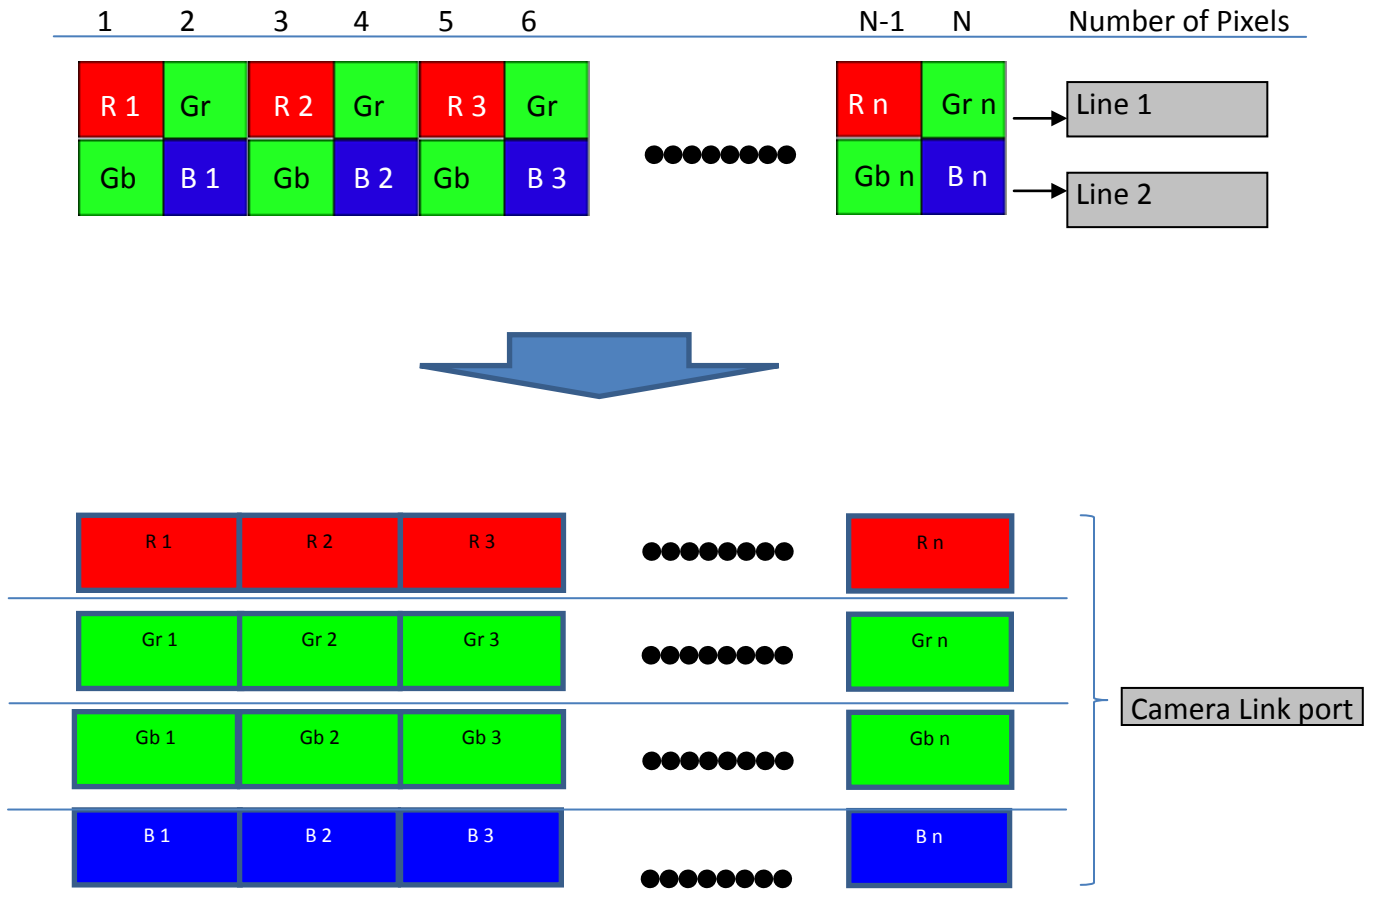 1 2 3 4 5 6 N-1 N Number of Pixels
R 1 Gr R 2 Gr R 3 Gr R n Gr n Line 1
Gb B 1 Gb B 2 Gb B 3 Gb n B n Line 2
R 1 R 2 R 3 R n
Gr 1 Gr 2 Gr 3 Gr n
Gb 1 Gb 2 Gb 3 Gb n
Camera Link port
B 1 B 2 B 3 B n